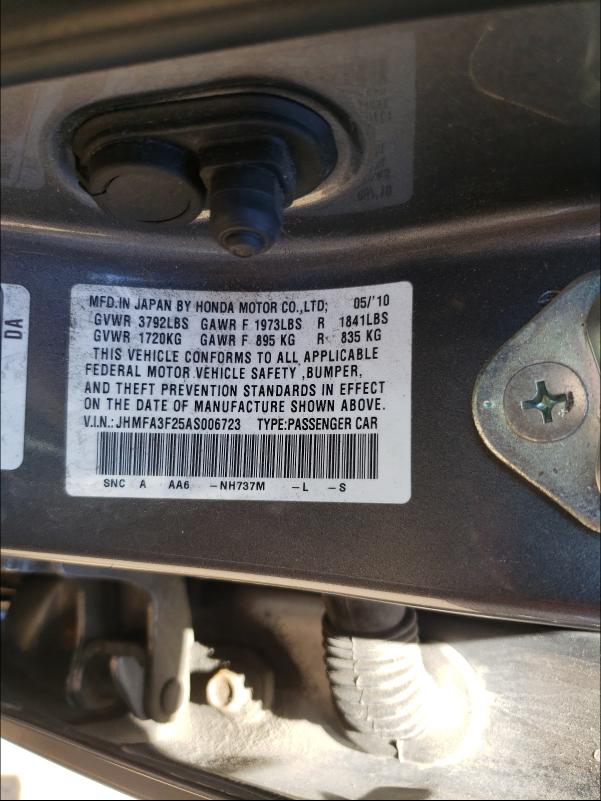 MFD.IN JAPAN BY HONDA MOTOR CO.,LTD; 05/'10
GVWR 3792LBS GAWR F 1973LBS R 1841LBS
GVWR 1720KG GAWR F 895 KG R 835 KG
THIS VEHICLE CONFORMS TO ALL APPLICABLE
FEDERAL MOTOR VEHICLE SAFETY ,BUMPER,
AND THEFT PREVENTION STANDARDS IN EFFECT
ON THE DATE OF MANUFACTURE SHOWN ABOVE.
V.I.N.:JHMFA3F25AS006723 TYPE:PASSENGER CAR
SNC A AA6 -NH737M -L -S
DA